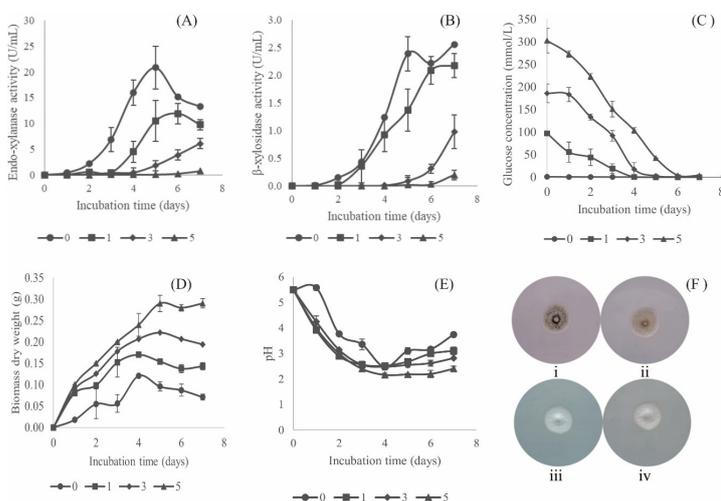 (A)
Endo-xylanase activity (U/mL)
30
25
20
15
10
5
0
0 2 4 6 8
Incubation time (days)
0 1 3 5
(B)
β-xylosidase activity (U/mL)
3.0
2.5
2.0
1.5
1.0
0.5
0.0
0 2 4 6 8
Incubation time (days)
0 1 3 5
(C)
Glucose concentration (mmol/L)
350
300
250
200
150
100
50
0
0 2 4 6 8
Incubation time (days)
0 1 3 5
(D)
Biomass dry weight (g)
0.35
0.30
0.25
0.20
0.15
0.10
0.05
0.00
0 2 4 6 8
Incubation time (days)
0 1 3 5
(E)
pH
6
5
4
3
2
1
0
0 2 4 6 8
Incubation time (days)
0 1 3 5
(F)
i ii
iii iv